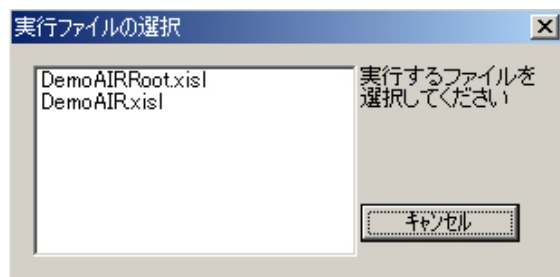 実行ファイルの選択
DemoAIRRoot.xisl
DemoAIR.xisl
実行するファイルを
選択してください
キャンセル